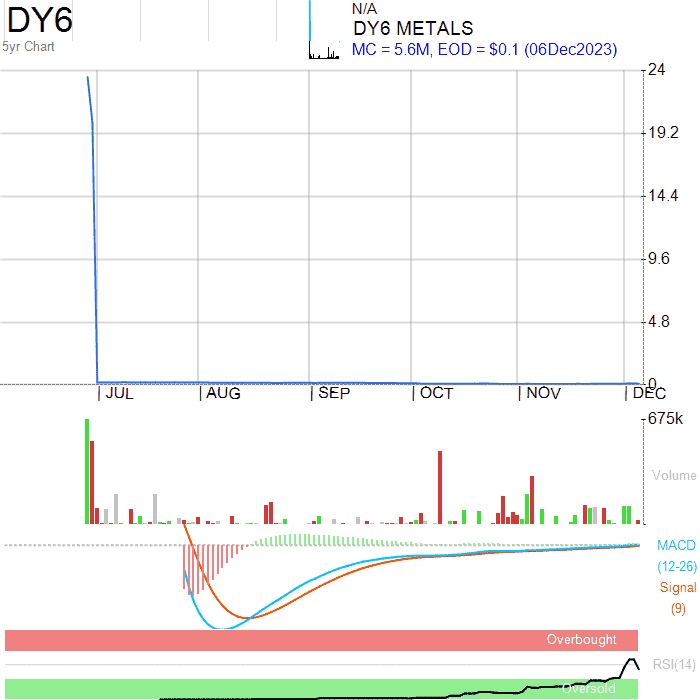 DY6
5yr Chart
N/A
DY6 METALS
MC = 5.6M, EOD = $0.1 (06Dec2023)
24
19.2
14.4
9.6
4.8
0
JUL AUG SEP OCT NOV DEC
675k
Volume
MACD
(12-26)
Signal
(9)
Overbought
RSI(14)
Oversold